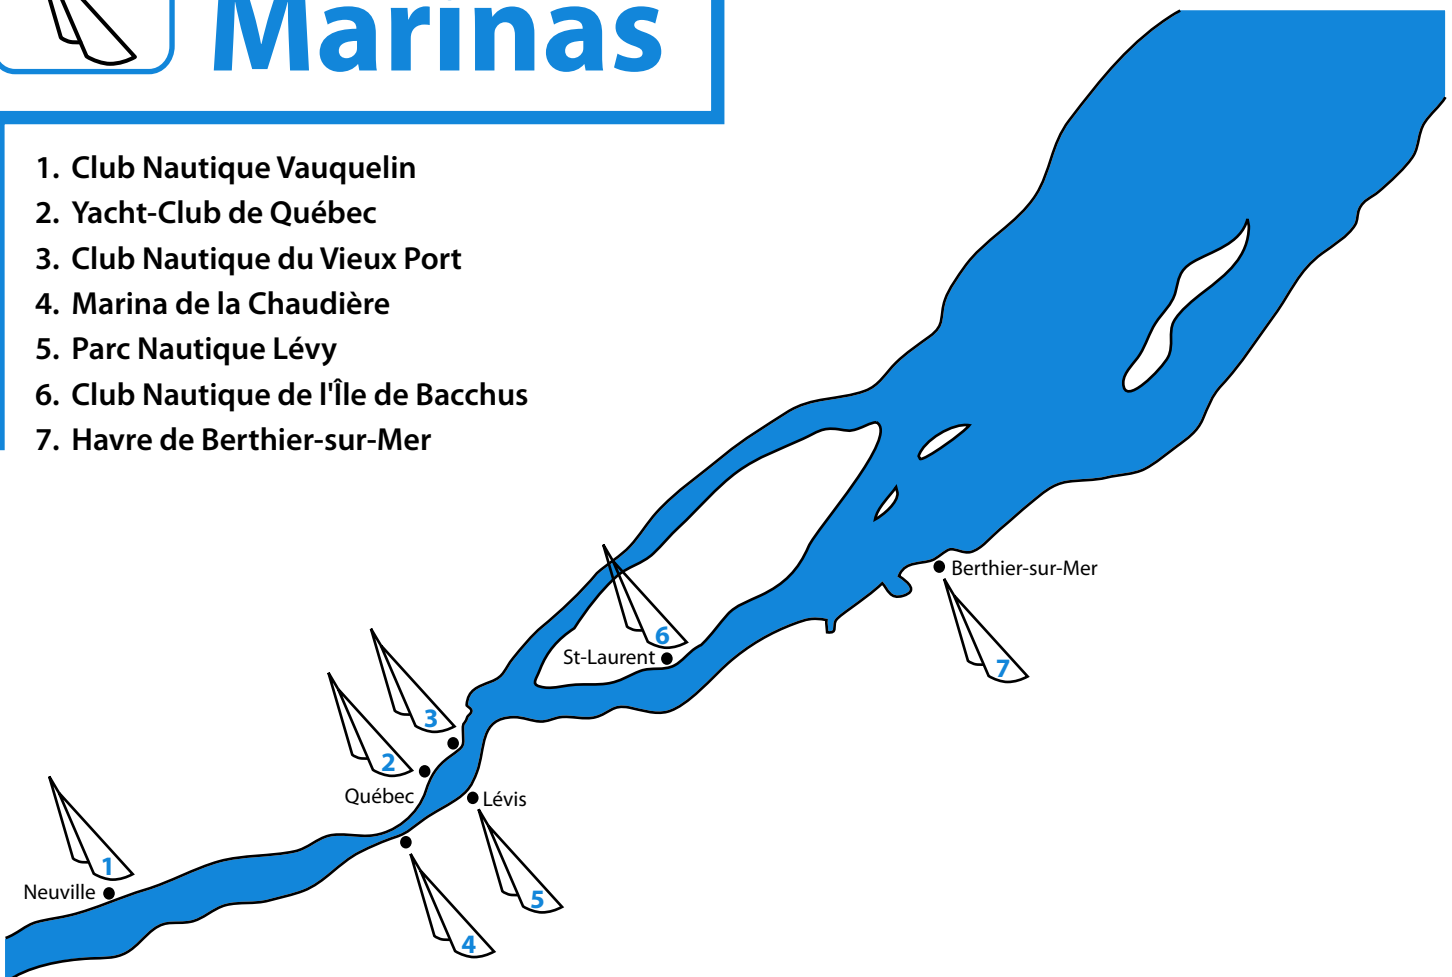 Marinas
1. Club Nautique Vauquelin
2. Yacht-Club de Québec
3. Club Nautique du Vieux Port
4. Marina de la Chaudière
5. Parc Nautique Lévy
6. Club Nautique de l'Île de Bacchus
7. Havre de Berthier-sur-Mer
Berthier-sur-Mer
6
St-Laurent
7
3
2
Québec
Lévis
1
Neuville
5
4